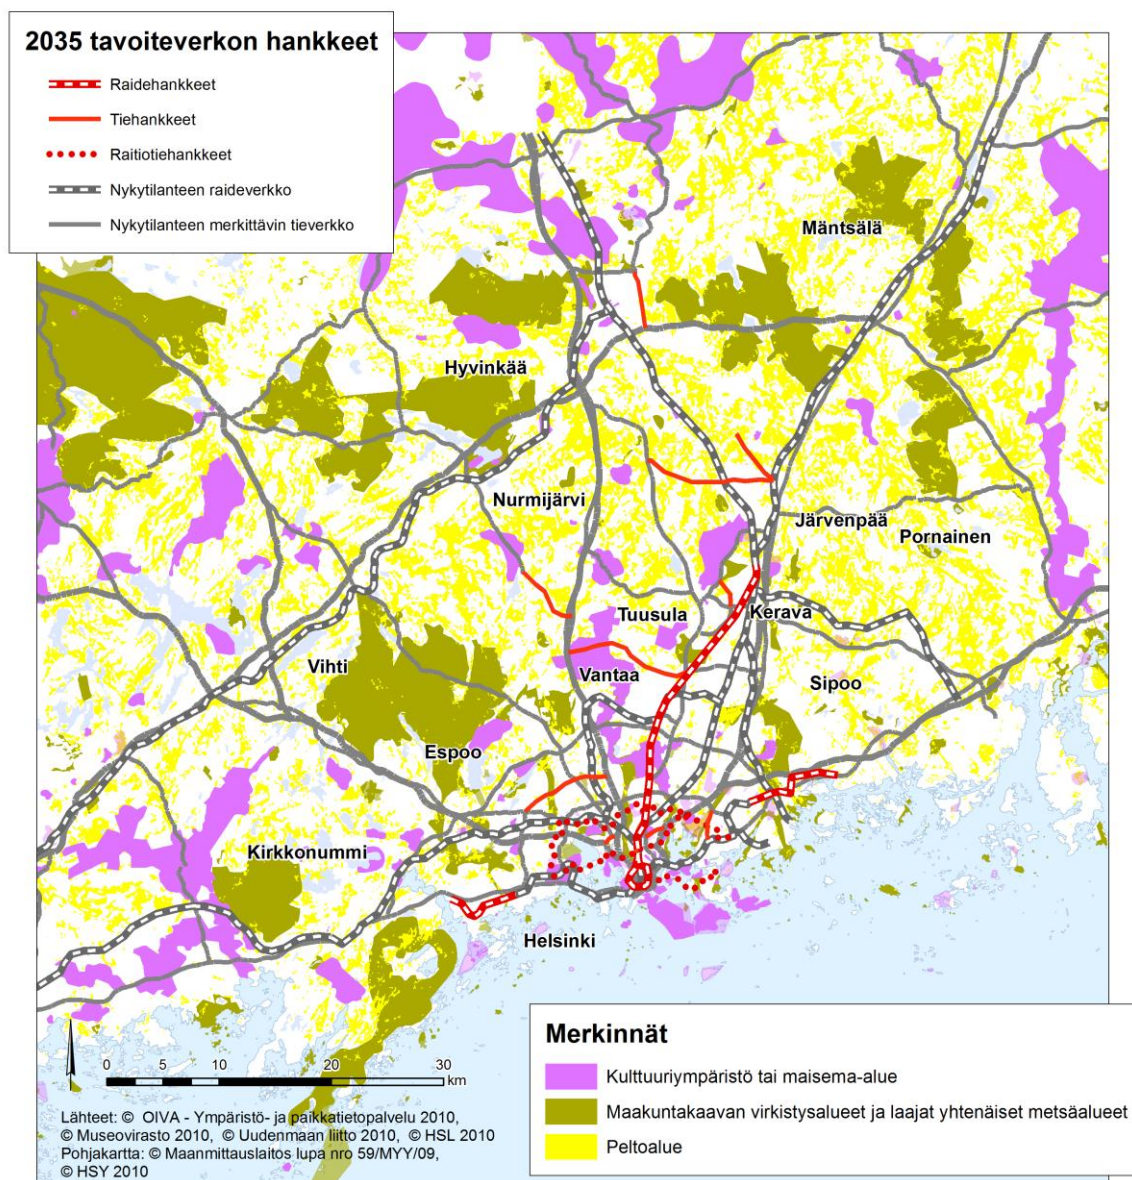 2035 tavoiteverkon hankkeet
Raidehankkeet
Tiehankkeet
Raitiotiehankkeet
Nykytilanteen raideverkko
Nykytilanteen merkittävin tieverkko
Mäntsälä
Hyvinkää
Nurmijärvi
Järvenpää
Pornainen
Tuusula
Kerava
Vihti
Vantaa
Sipoo
Espoo
Kirkkonummi
Helsinki
0 5 10 20 30
km
Lähteet: © OIVA - Ympäristö- ja paikkatietopalvelu 2010,
© Museovirasto 2010, © Uudenmaan liitto 2010, © HSL 2010
Pohjakartta: © Maanmittauslaitos lupa nro 59/MYY/09,
© HSY 2010
Merkinnät
Kulttuuriympäristö tai maisema-alue
Maakuntakaavan virkistysalueet ja laajat yhtenäiset metsäalueet
Peltoalue